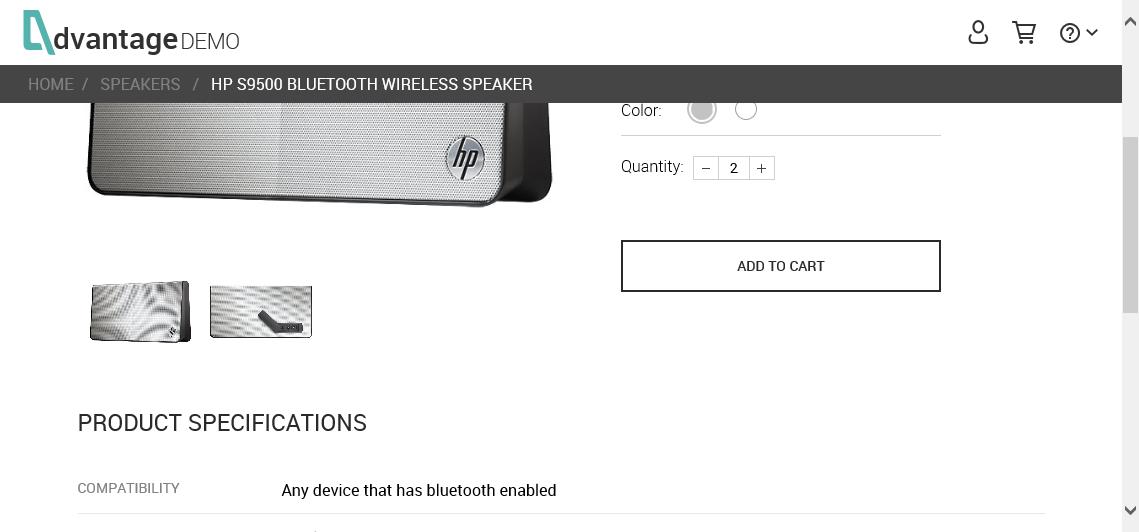 dvantage DEMO
HOME / SPEAKERS / HP S9500 BLUETOOTH WIRELESS SPEAKER
Color:
hp
Quantity: − 2 +
ADD TO CART
PRODUCT SPECIFICATIONS
COMPATIBILITY Any device that has bluetooth enabled